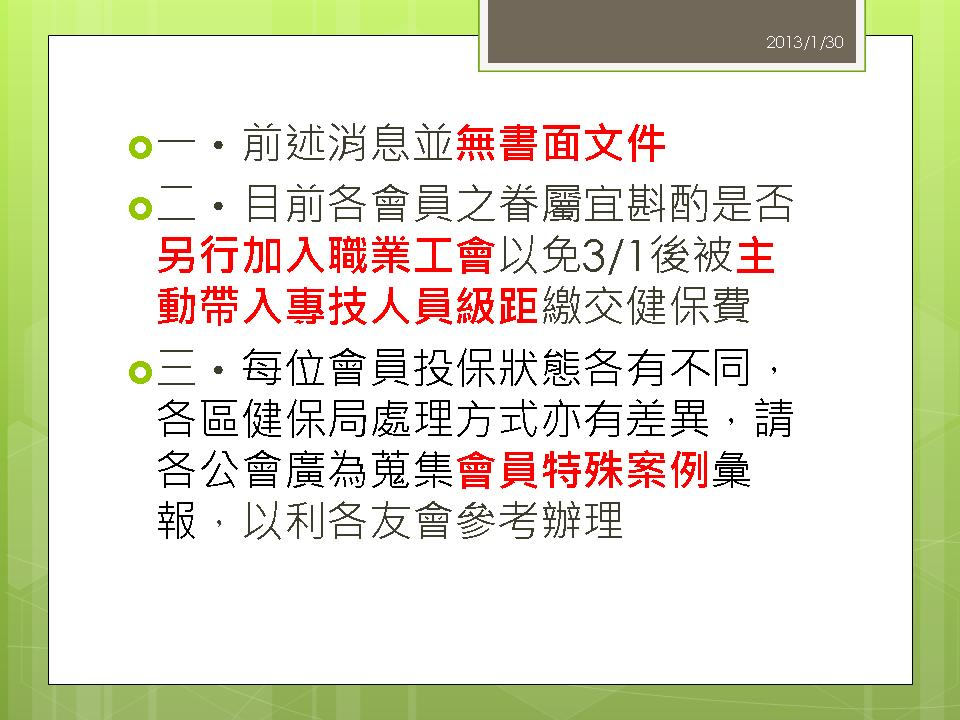 2013/1/30
一．前述消息並無書面文件
二．目前各會員之眷屬宜斟酌是否
另行加入職業工會以免3/1後被主
動帶入專技人員級距繳交健保費
三．每位會員投保狀態各有不同，
各區健保局處理方式亦有差異，請
各公會廣為蒐集會員特殊案例彙
報，以利各友會參考辦理